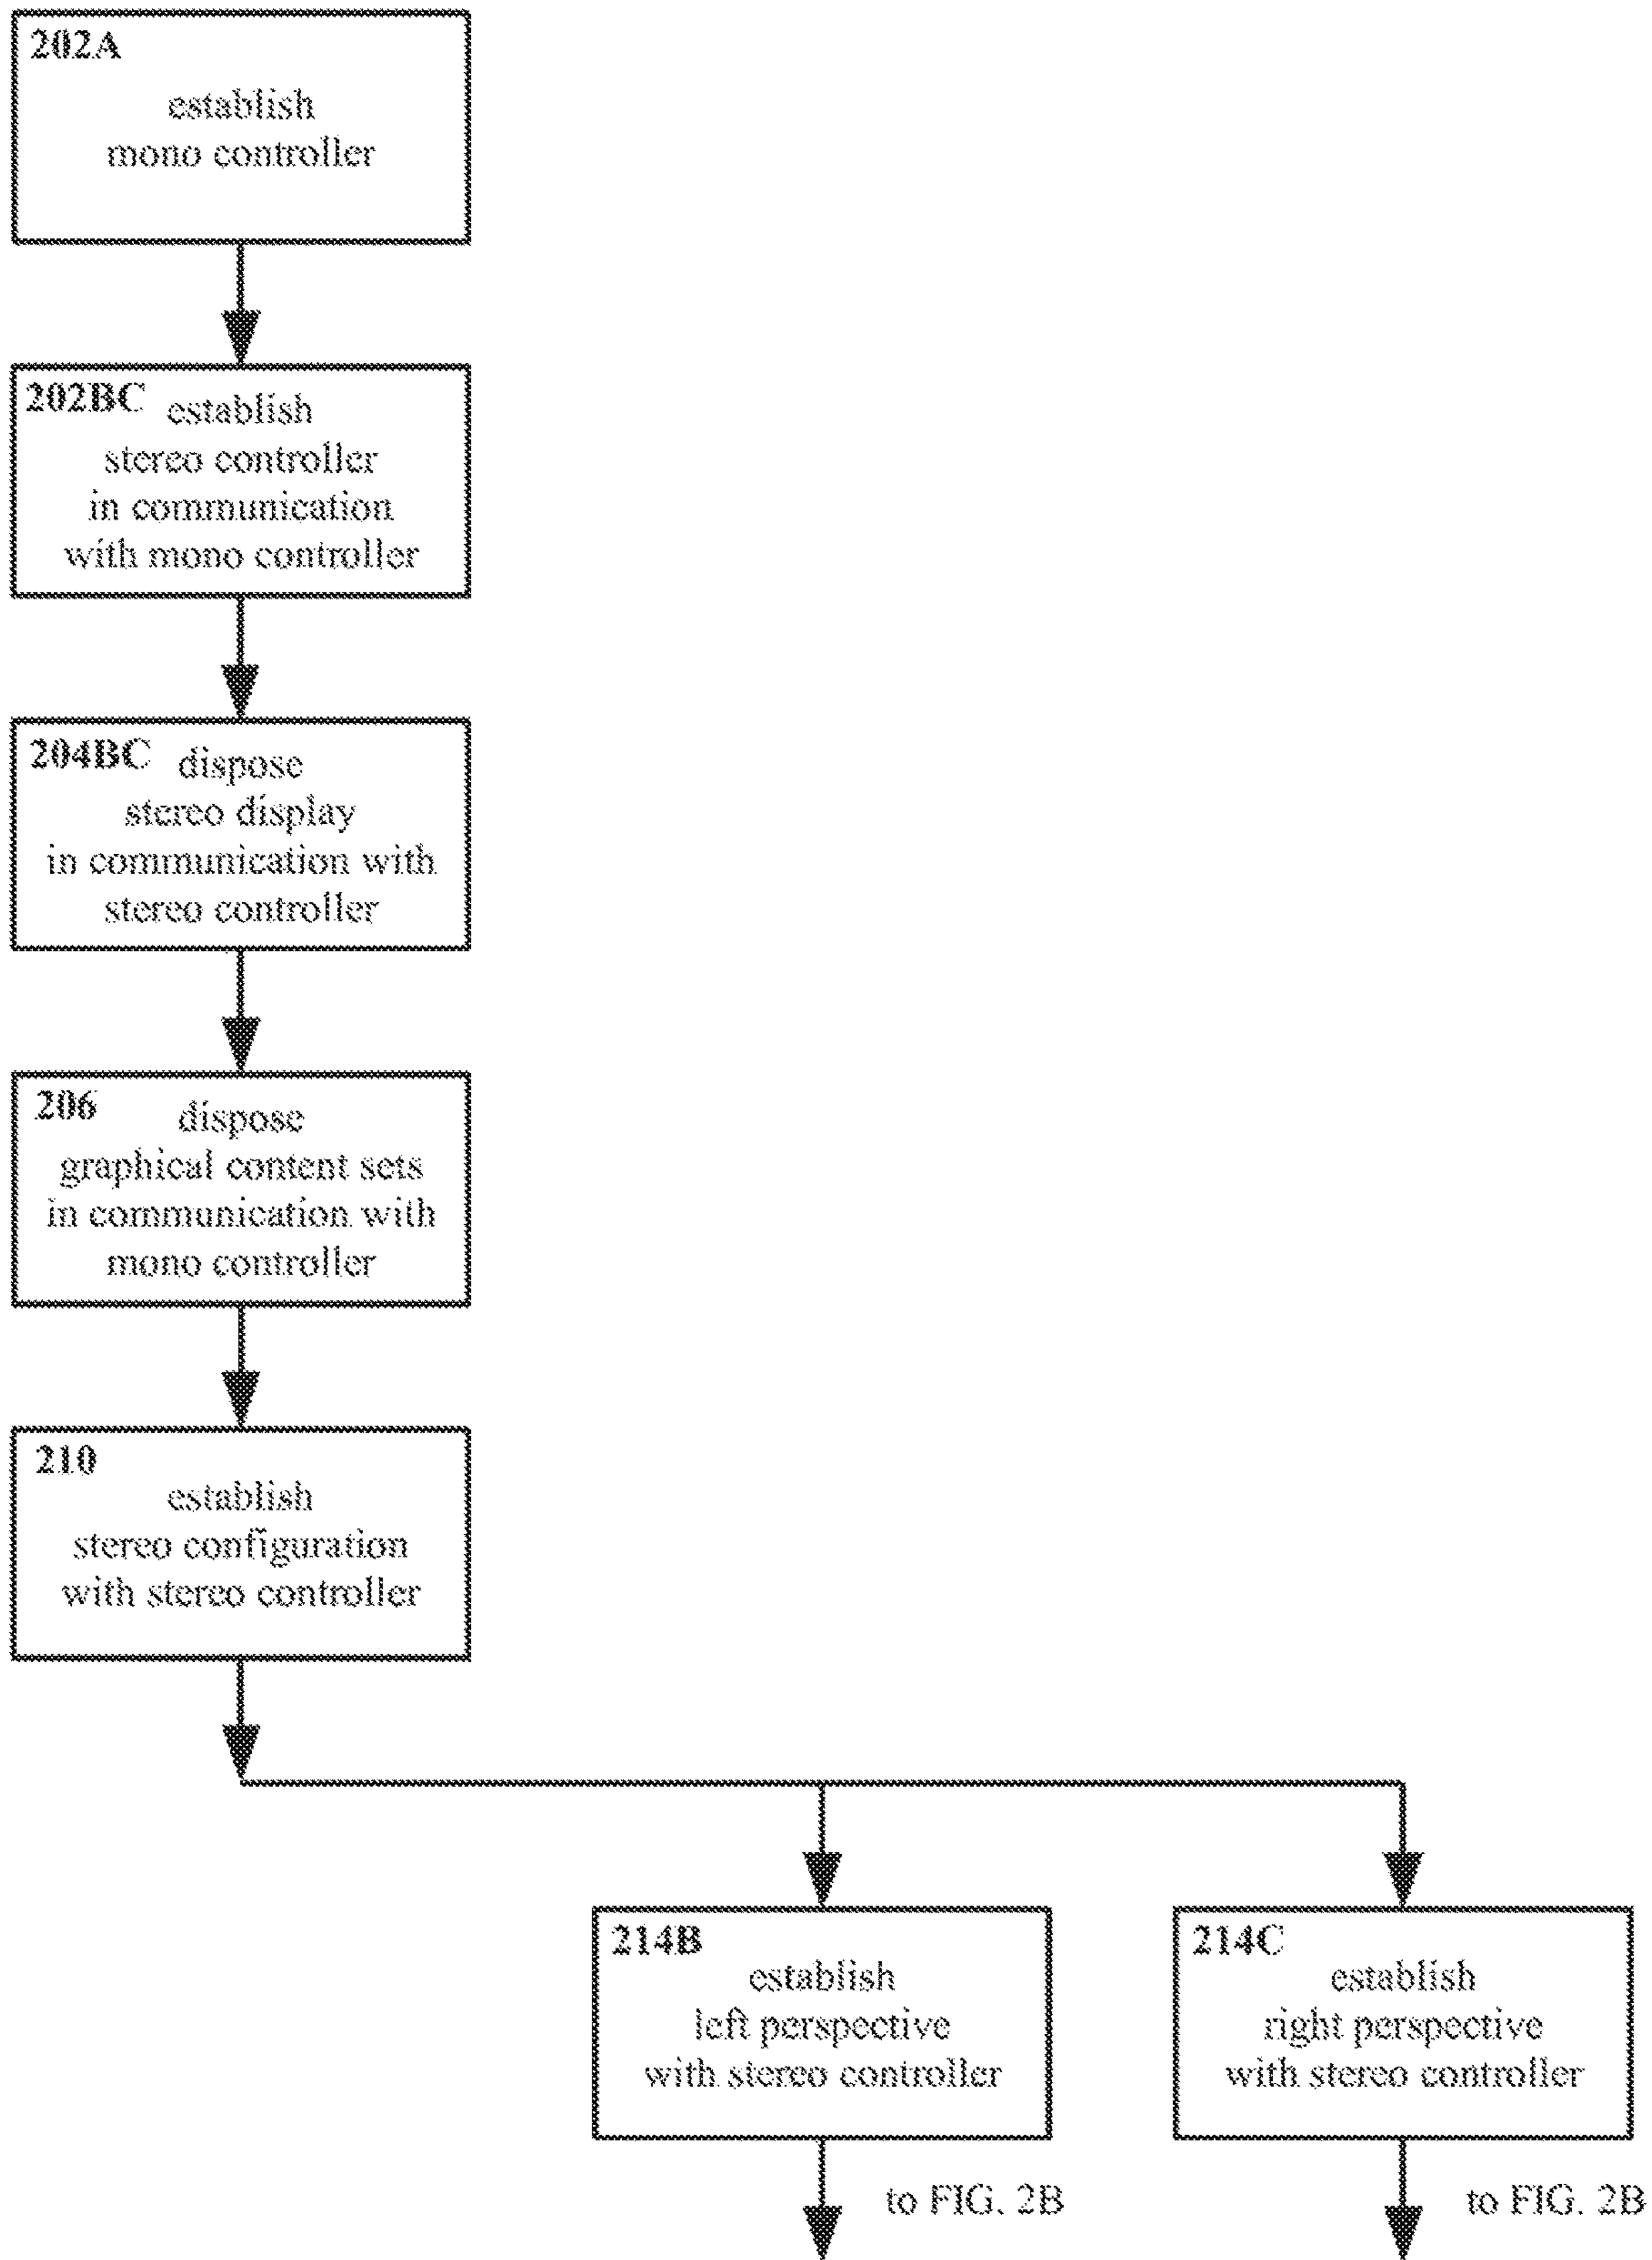 202A
establish
mono controller
202BC establish
stereo controller
in communication
with mono controller
204BC dispose
stereo display
in communication with
stereo controller
206 dispose
graphical content sets
in communication with
mono controller
210
establish
stereo configuration
with stereo controller
214B
establish
left perspective
with stereo controller
214C
establish
right perspective
with stereo controller
to FIG. 2B
to FIG. 2B